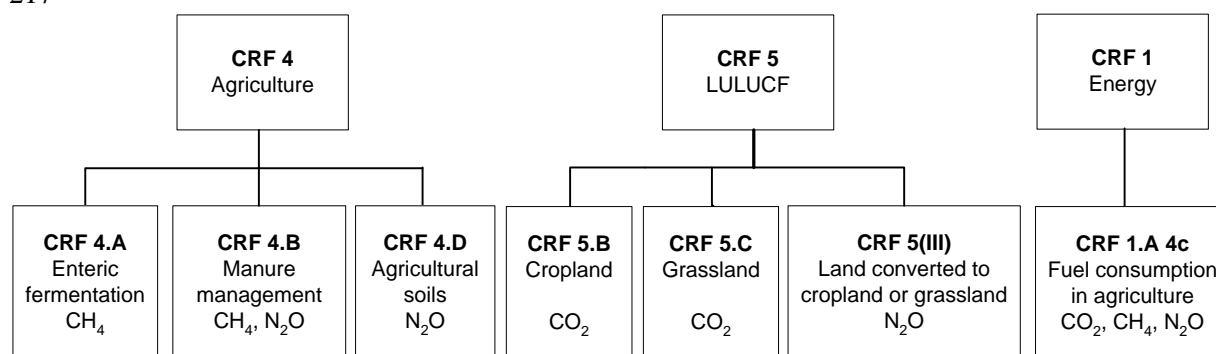 CRF 4
Agriculture
CRF 5
LULUCF
CRF 1
Energy
CRF 4.A
Enteric
fermentation
CH₄
CRF 4.B
Manure
management
CH₄, N₂O
CRF 4.D
Agricultural
soils
N₂O
CRF 5.B
Cropland
CO₂
CRF 5.C
Grassland
CO₂
CRF 5(III)
Land converted to
cropland or grassland
N₂O
CRF 1.A 4c
Fuel consumption
in agriculture
CO₂, CH₄, N₂O